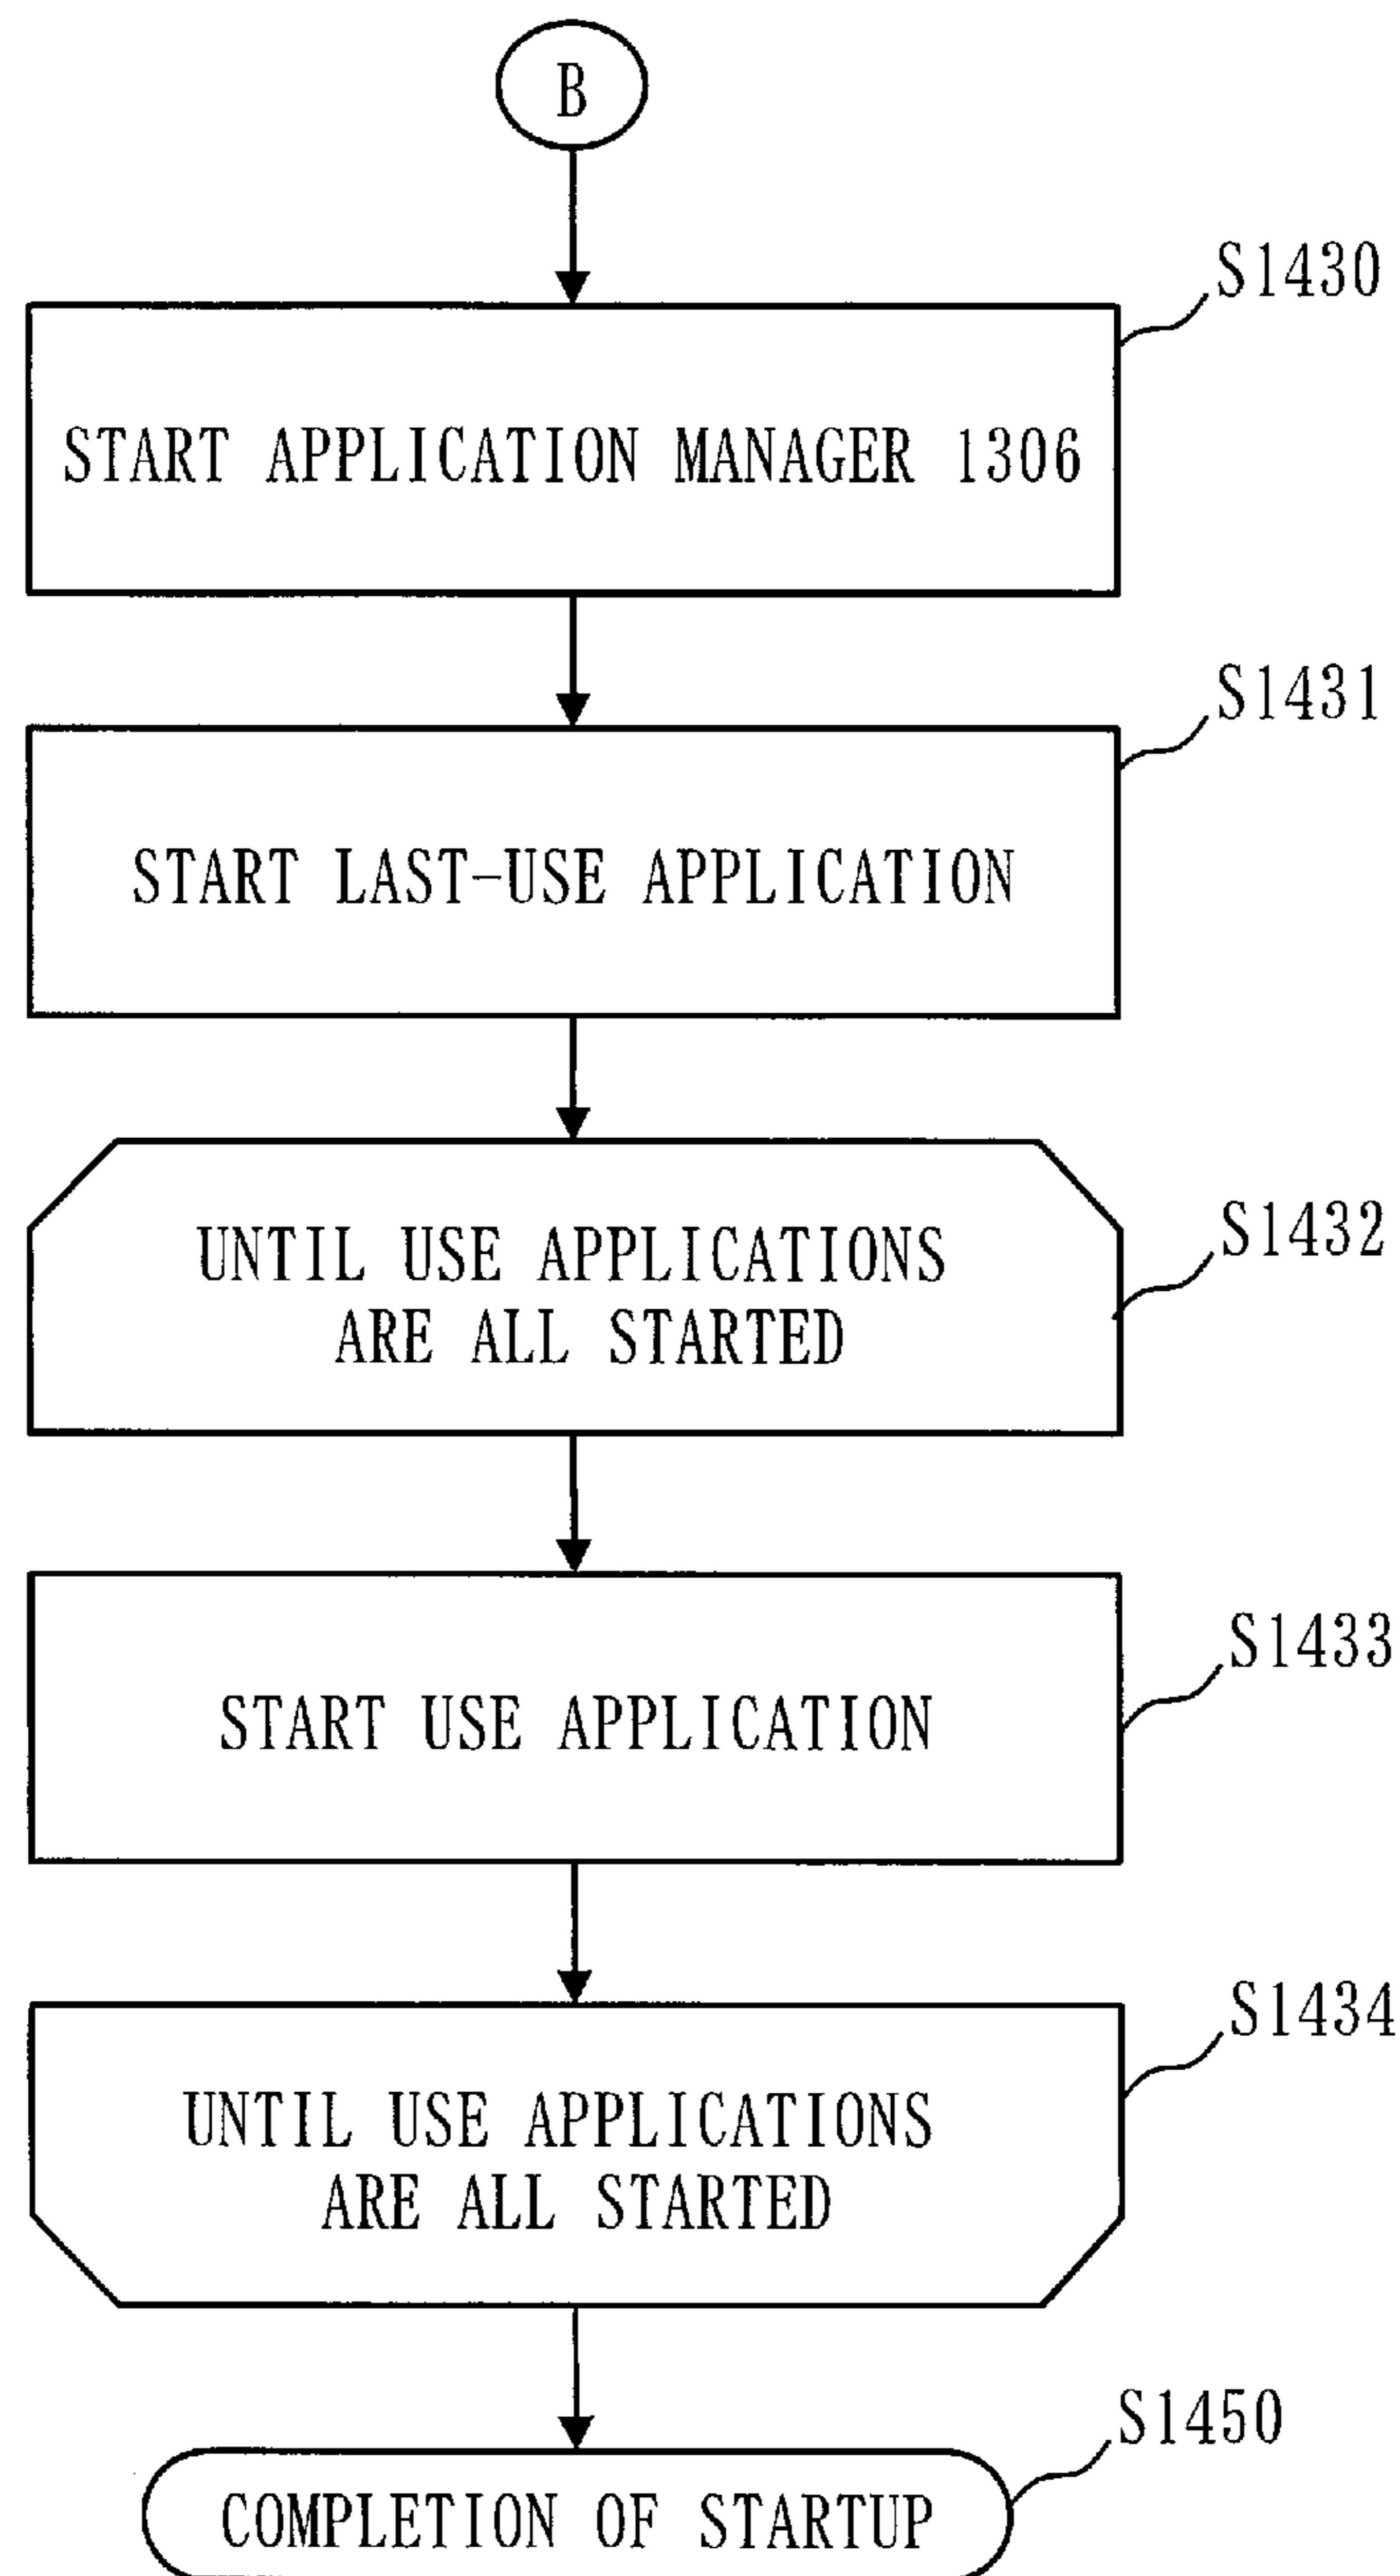 B
S1430
START APPLICATION MANAGER 1306
S1431
START LAST-USE APPLICATION
S1432
UNTIL USE APPLICATIONS
ARE ALL STARTED
S1433
START USE APPLICATION
S1434
UNTIL USE APPLICATIONS
ARE ALL STARTED
S1450
COMPLETION OF STARTUP